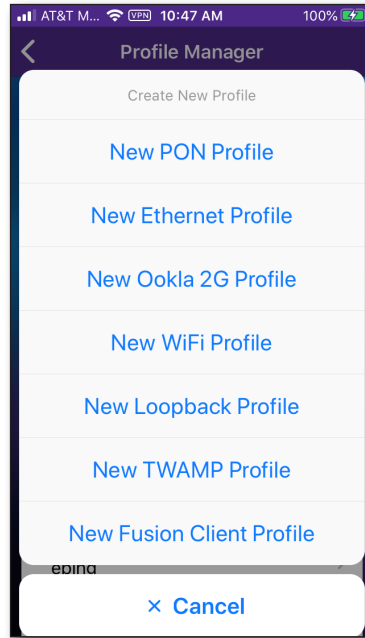 AT&T M... VPN 10:47 AM 100%
Profile Manager
Create New Profile
New PON Profile
New Ethernet Profile
New Ookla 2G Profile
New WiFi Profile
New Loopback Profile
New TWAMP Profile
New Fusion Client Profile
× Cancel